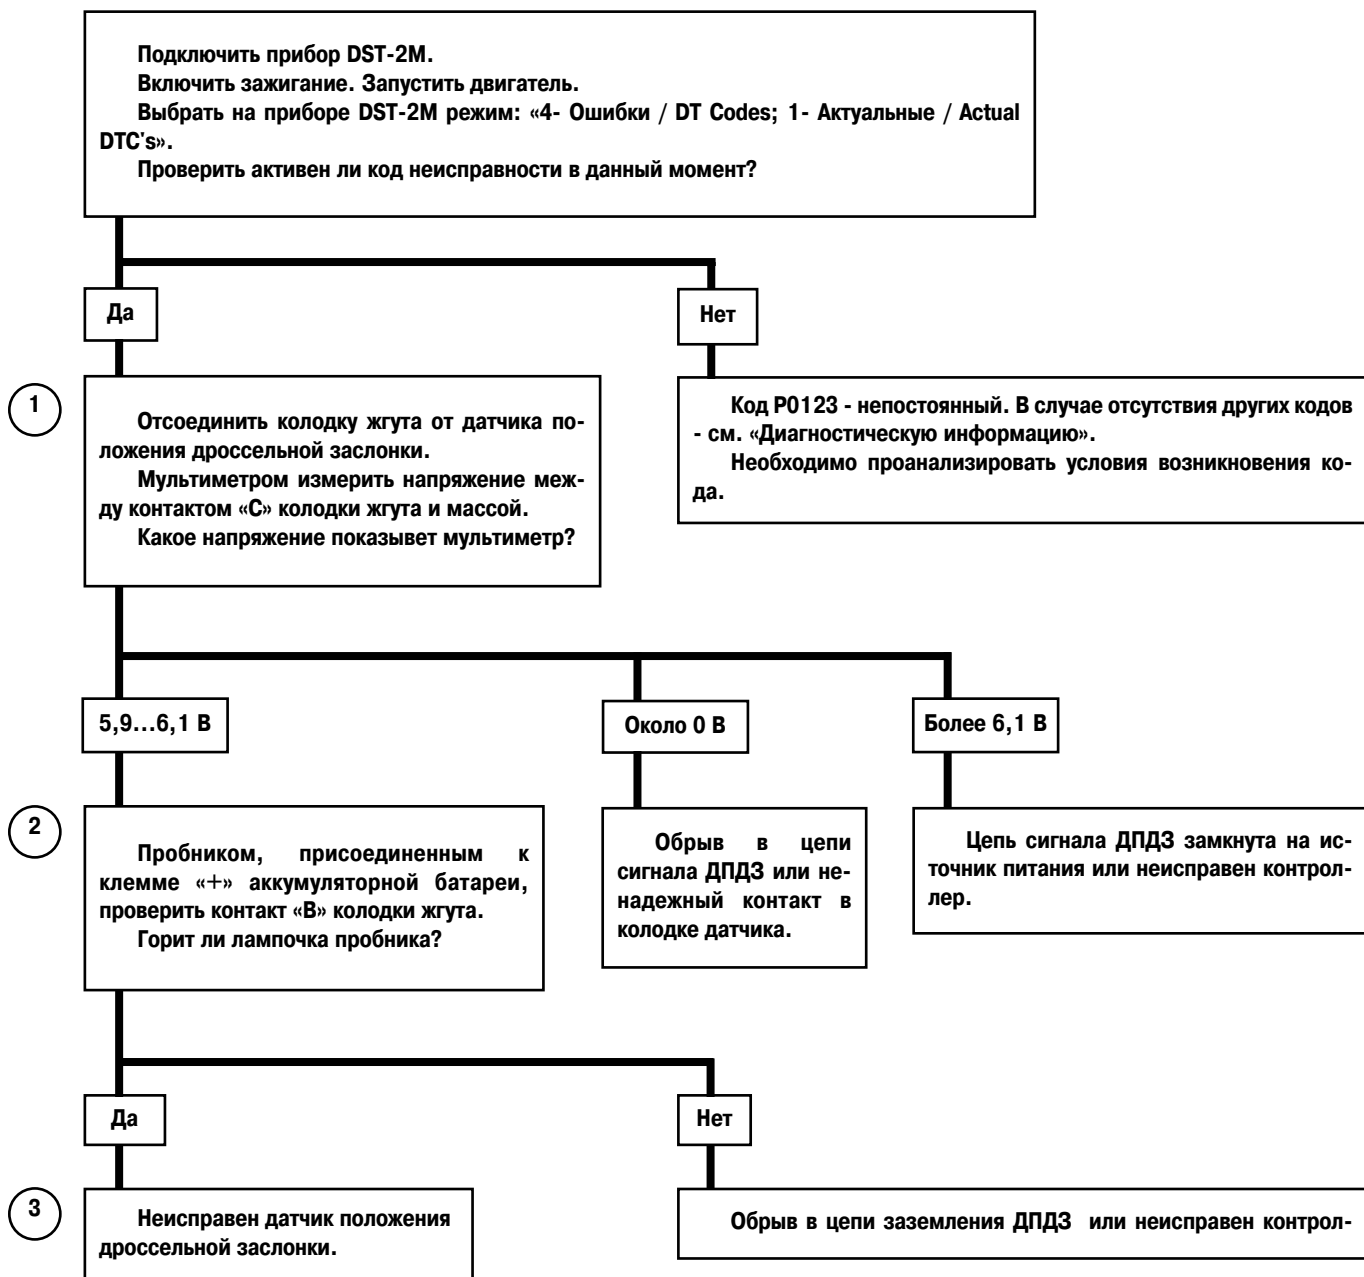 Подключить прибор DST-2M.
Включить зажигание. Запустить двигатель.
Выбрать на приборе DST-2M режим: «4- Ошибки / DT Codes; 1- Актуальные / Actual
DTC's».
Проверить активен ли код неисправности в данный момент?
Да
Нет
1
Отсоединить колодку жгута от датчика по-
ложения дроссельной заслонки.
Мультиметром измерить напряжение меж-
ду контактом «С» колодки жгута и массой.
Какое напряжение показывет мультиметр?
Код P0123 - непостоянный. В случае отсутствия других кодов
- см. «Диагностическую информацию».
Необходимо проанализировать условия возникновения ко-
да.
5,9...6,1 В
Около 0 В
Более 6,1 В
2
Пробником, присоединенным к
клемме «+» аккумуляторной батареи,
проверить контакт «В» колодки жгута.
Горит ли лампочка пробника?
Обрыв в цепи
сигнала ДПДЗ или не-
надежный контакт в
колодке датчика.
Цепь сигнала ДПДЗ замкнута на ис-
точник питания или неисправен контрол-
лер.
Да
Нет
3
Неисправен датчик положения
дроссельной заслонки.
Обрыв в цепи заземления ДПДЗ или неисправен контрол-